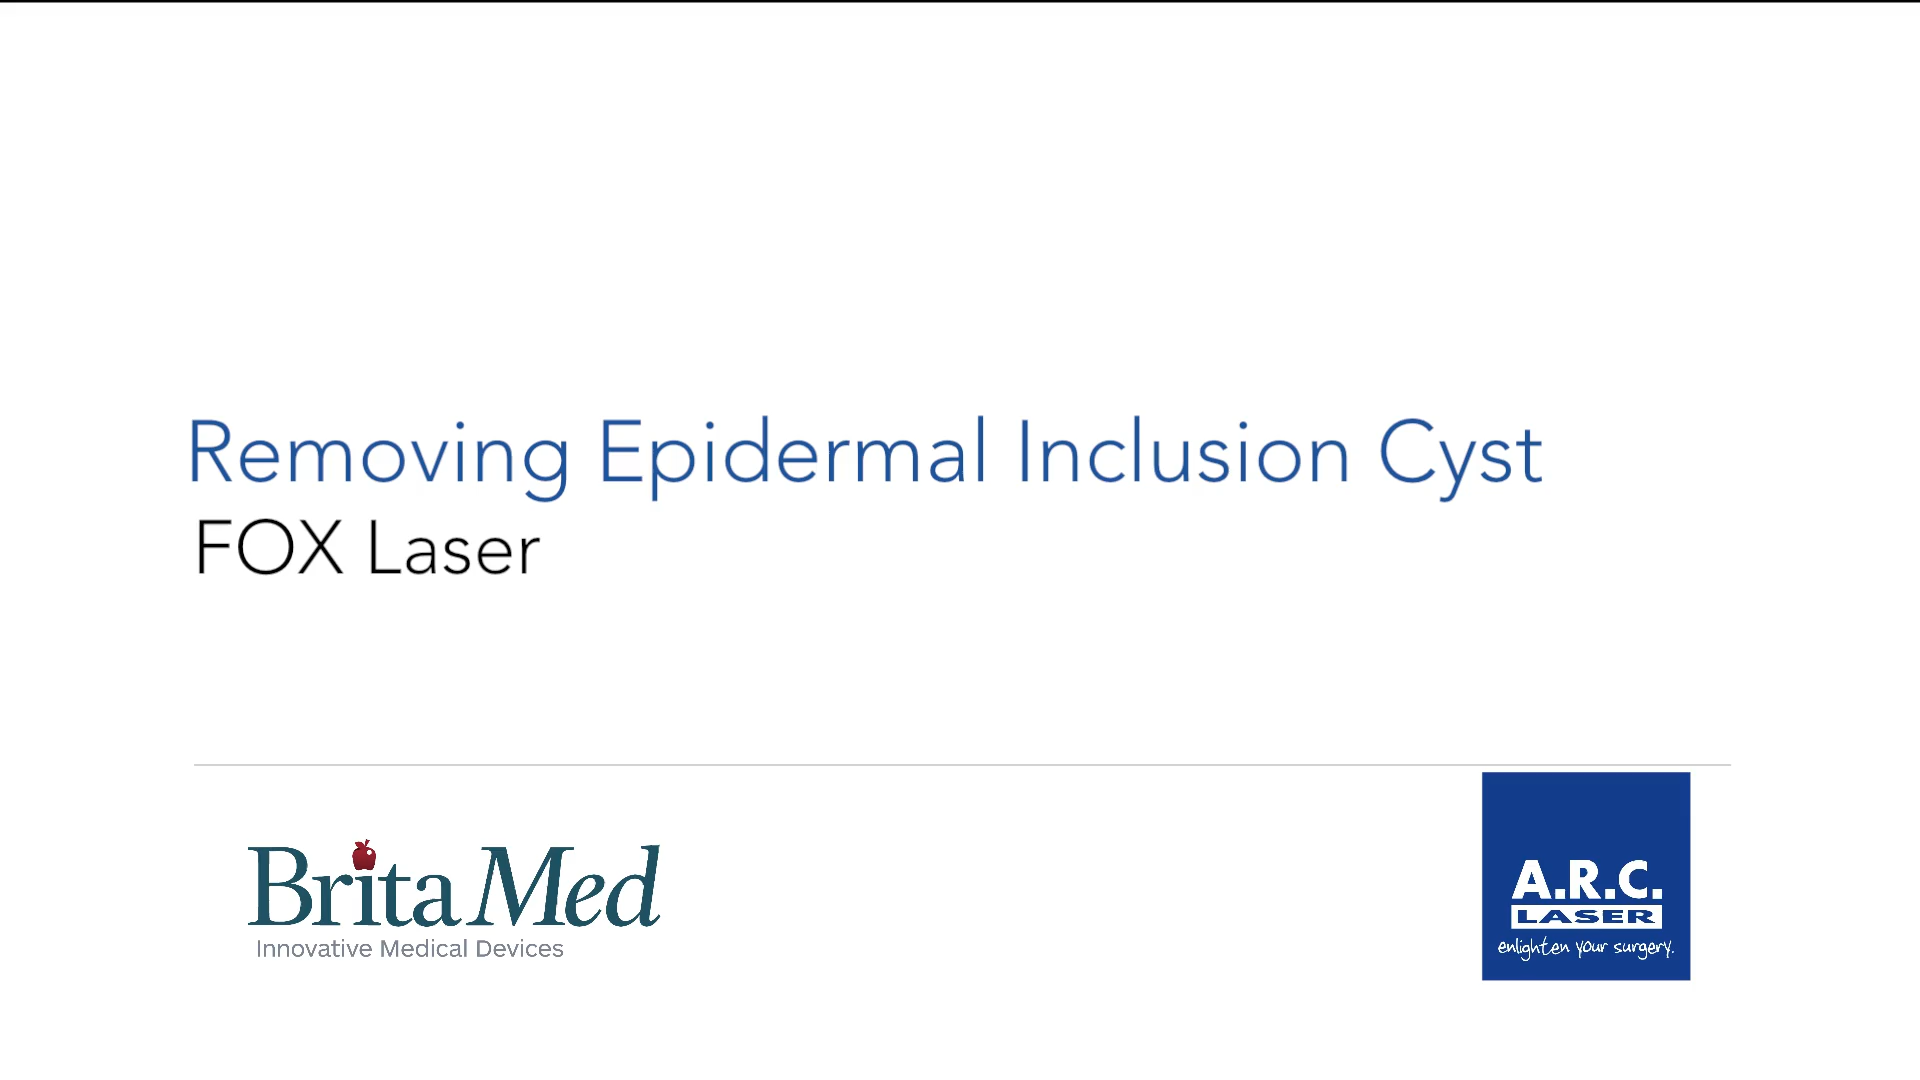 Removing Epidermal Inclusion Cyst
FOX Laser
BritaMed
Innovative Medical Devices
A.R.C.
LASER
enlighten your surgery.